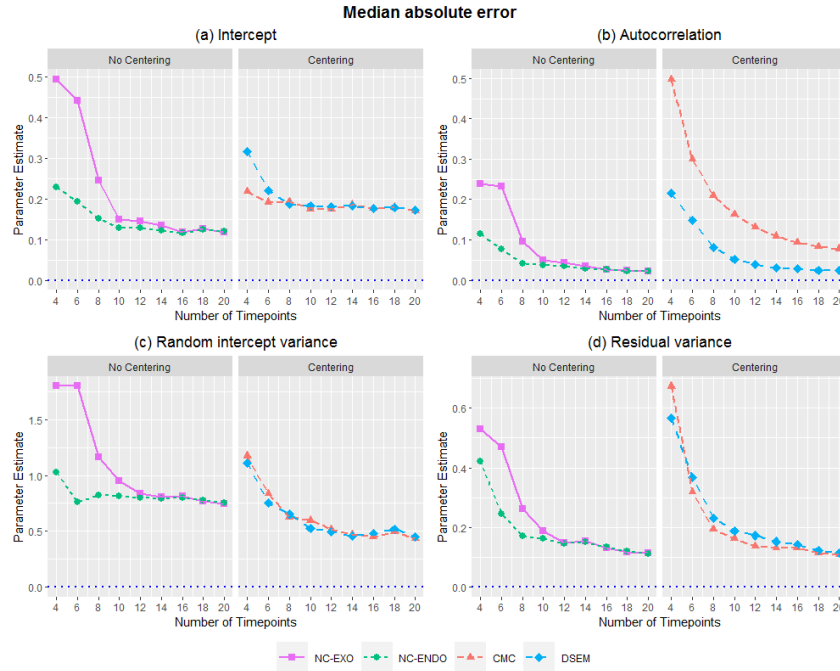 Median absolute error
(a) Intercept
No Centering
Centering
Parameter Estimate
0.5
0.4
0.3
0.2
0.1
0.0
4 6 8 10 12 14 16 18 20
4 6 8 10 12 14 16 18 20
Number of Timepoints
(b) Autocorrelation
No Centering
Centering
Parameter Estimate
0.5
0.4
0.3
0.2
0.1
0.0
4 6 8 10 12 14 16 18 20
4 6 8 10 12 14 16 18 20
Number of Timepoints
(c) Random intercept variance
No Centering
Centering
Parameter Estimate
1.5
1.0
0.5
0.0
4 6 8 10 12 14 16 18 20
4 6 8 10 12 14 16 18 20
Number of Timepoints
(d) Residual variance
No Centering
Centering
Parameter Estimate
0.6
0.4
0.2
0.0
4 6 8 10 12 14 16 18 20
4 6 8 10 12 14 16 18 20
Number of Timepoints
NC-EXO NC-ENDO CMC DSEM